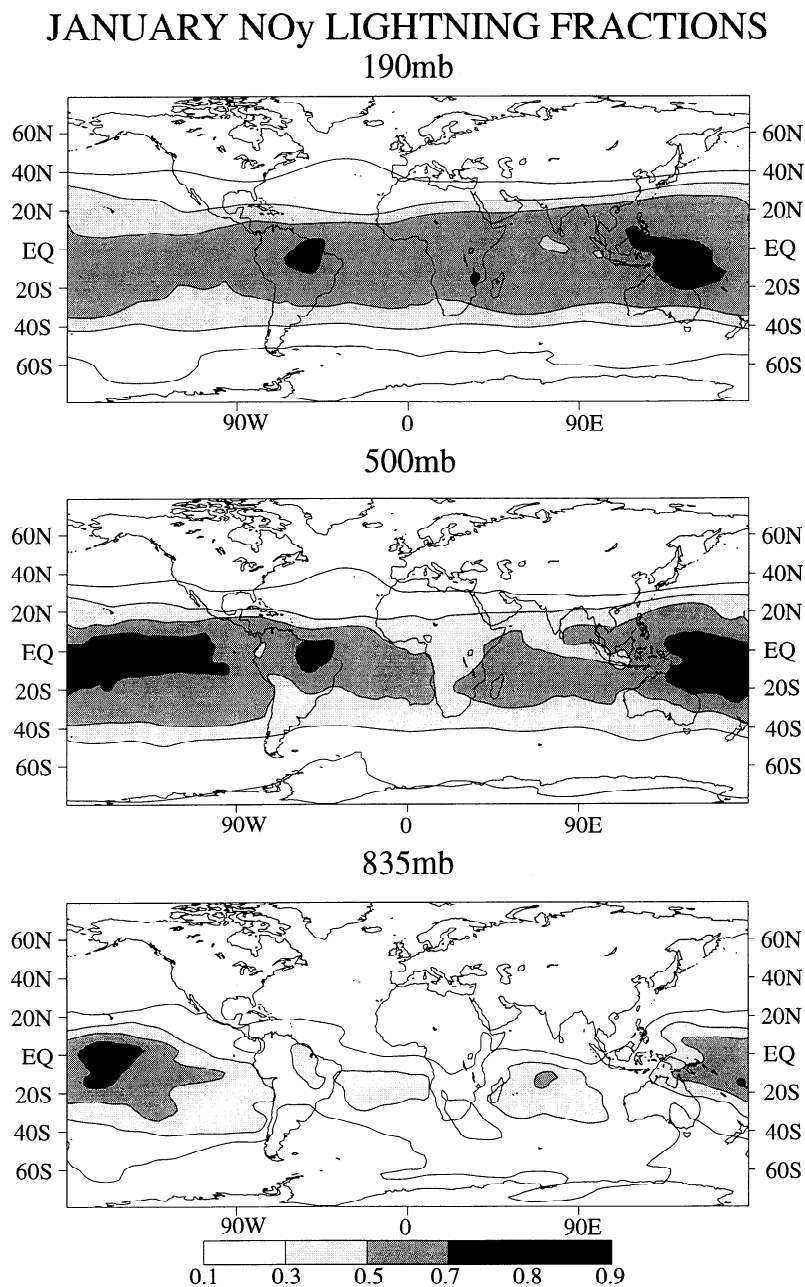 JANUARY NOy LIGHTNING FRACTIONS
190mb
60N 60N
40N 40N
20N 20N
EQ EQ
20S 20S
40S 40S
60S 60S
90W 0 90E
500mb
60N 60N
40N 40N
20N 20N
EQ EQ
20S 20S
40S 40S
60S 60S
90W 0 90E
835mb
60N 60N
40N 40N
20N 20N
EQ EQ
20S 20S
40S 40S
60S 60S
90W 0 90E
0.1 0.3 0.5 0.7 0.8 0.9